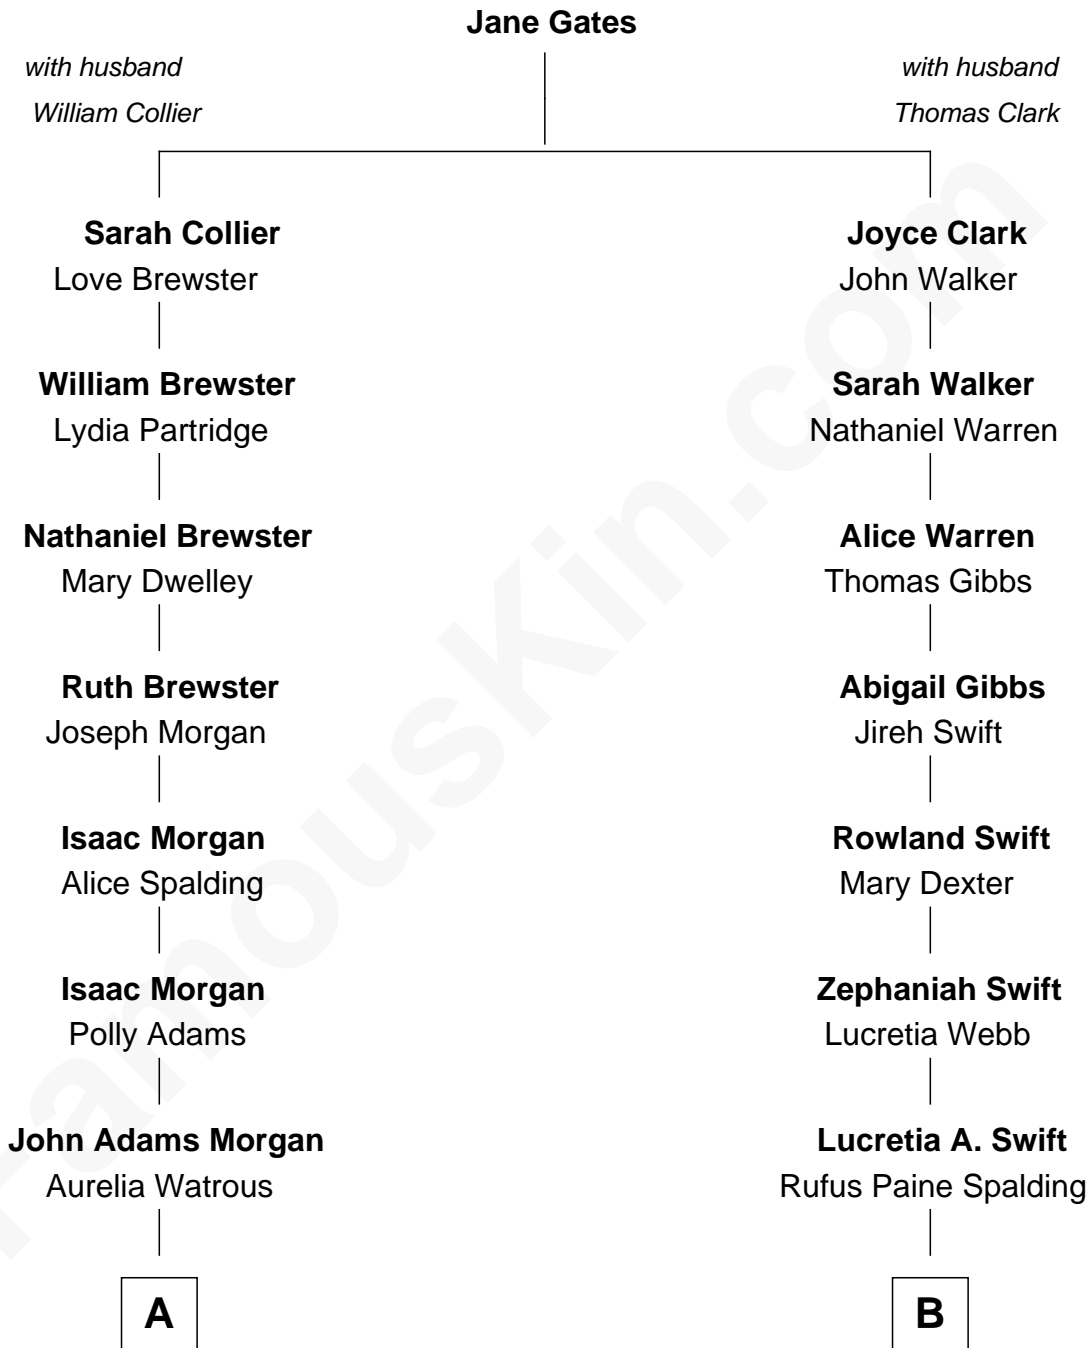 Jane Gates
with husband
William Collier
with husband
Thomas Clark
Sarah Collier
Love Brewster
Joyce Clark
John Walker
William Brewster
Lydia Partridge
Sarah Walker
Nathaniel Warren
Nathaniel Brewster
Mary Dwelley
Alice Warren
Thomas Gibbs
Ruth Brewster
Joseph Morgan
Abigail Gibbs
Jireh Swift
Isaac Morgan
Alice Spalding
Rowland Swift
Mary Dexter
Isaac Morgan
Polly Adams
Zephaniah Swift
Lucretia Webb
John Adams Morgan
Aurelia Watrous
Lucretia A. Swift
Rufus Paine Spalding
A
B
FamousKin.com